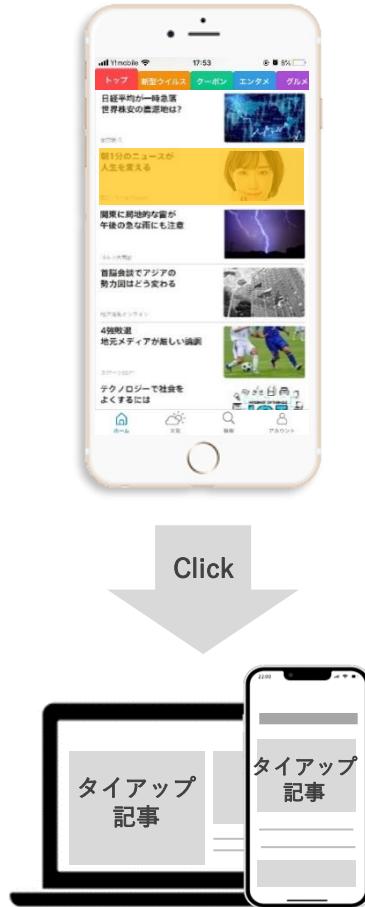 Y!mobile 17:53 8%
トップ 新型ウイルス クーポン エンタメ グルメ
日経平均が一時急落
世界株安の震源地は?
朝1分のニュースが
人生を変える
関東に局地的な雷が
午後の急な雨にも注意
首脳会談でアジアの
勢力図はどう変わる
4強敗退
地元メディアが厳しい論調
テクノロジーで社会を
よくするには
ホーム 天気 検索 アカウント
Click
22:00
タイアップ
記事
タイアップ
記事